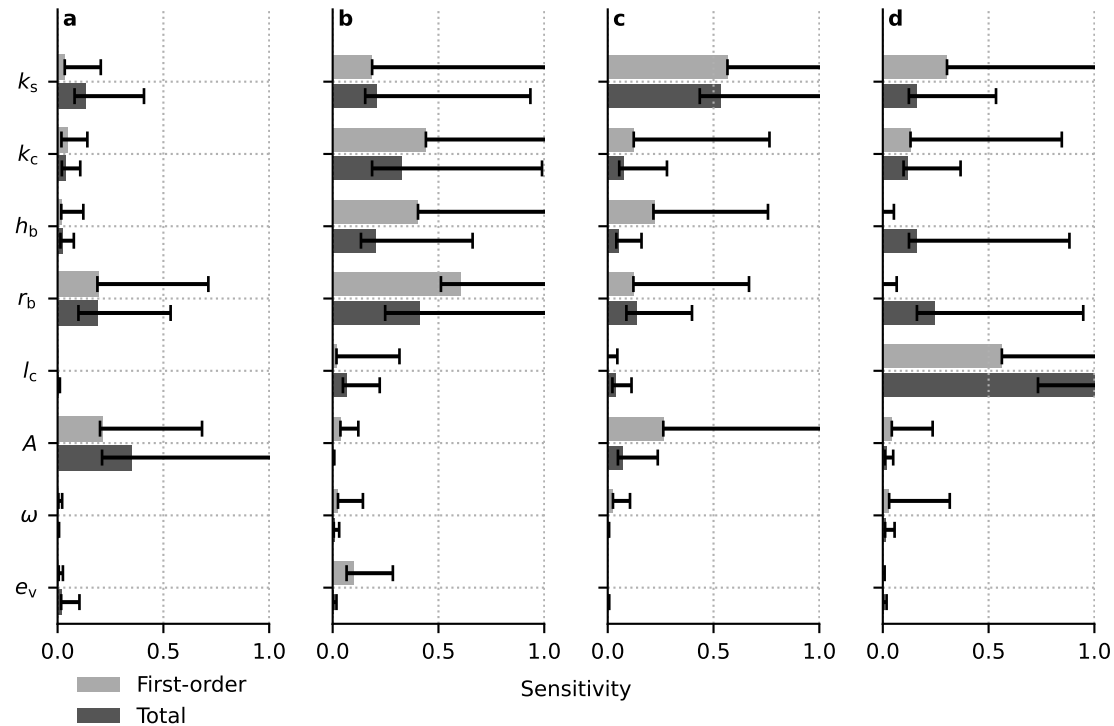 a b c d
kₛ
k_c
h_b
r_b
l_c
A
ω
e_v
0.0 0.5 1.0 0.0 0.5 1.0 0.0 0.5 1.0 0.0 0.5 1.0
Sensitivity
First-order
Total